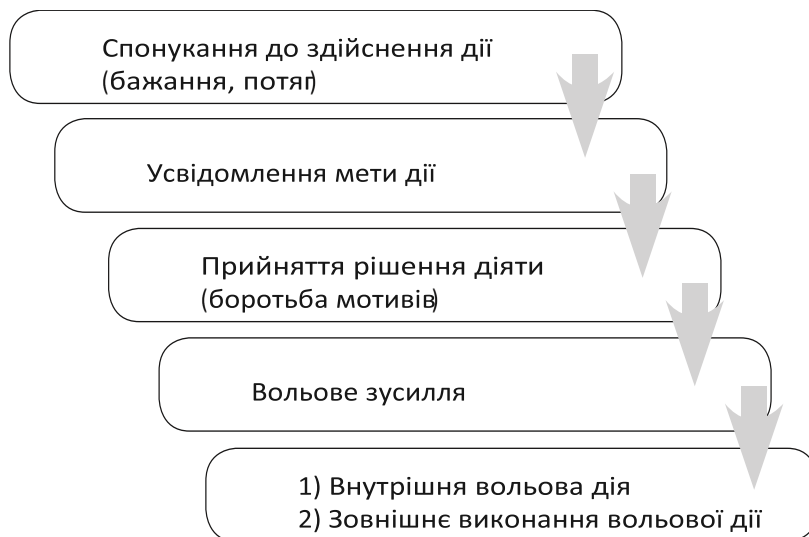 Спонукання до здійснення дії
(бажання, потяг)
Усвідомлення мети дії
Прийняття рішення діяти
(боротьба мотивів)
Вольове зусилля
1) Внутрішня вольова дія
2) Зовнішнє виконання вольової дії